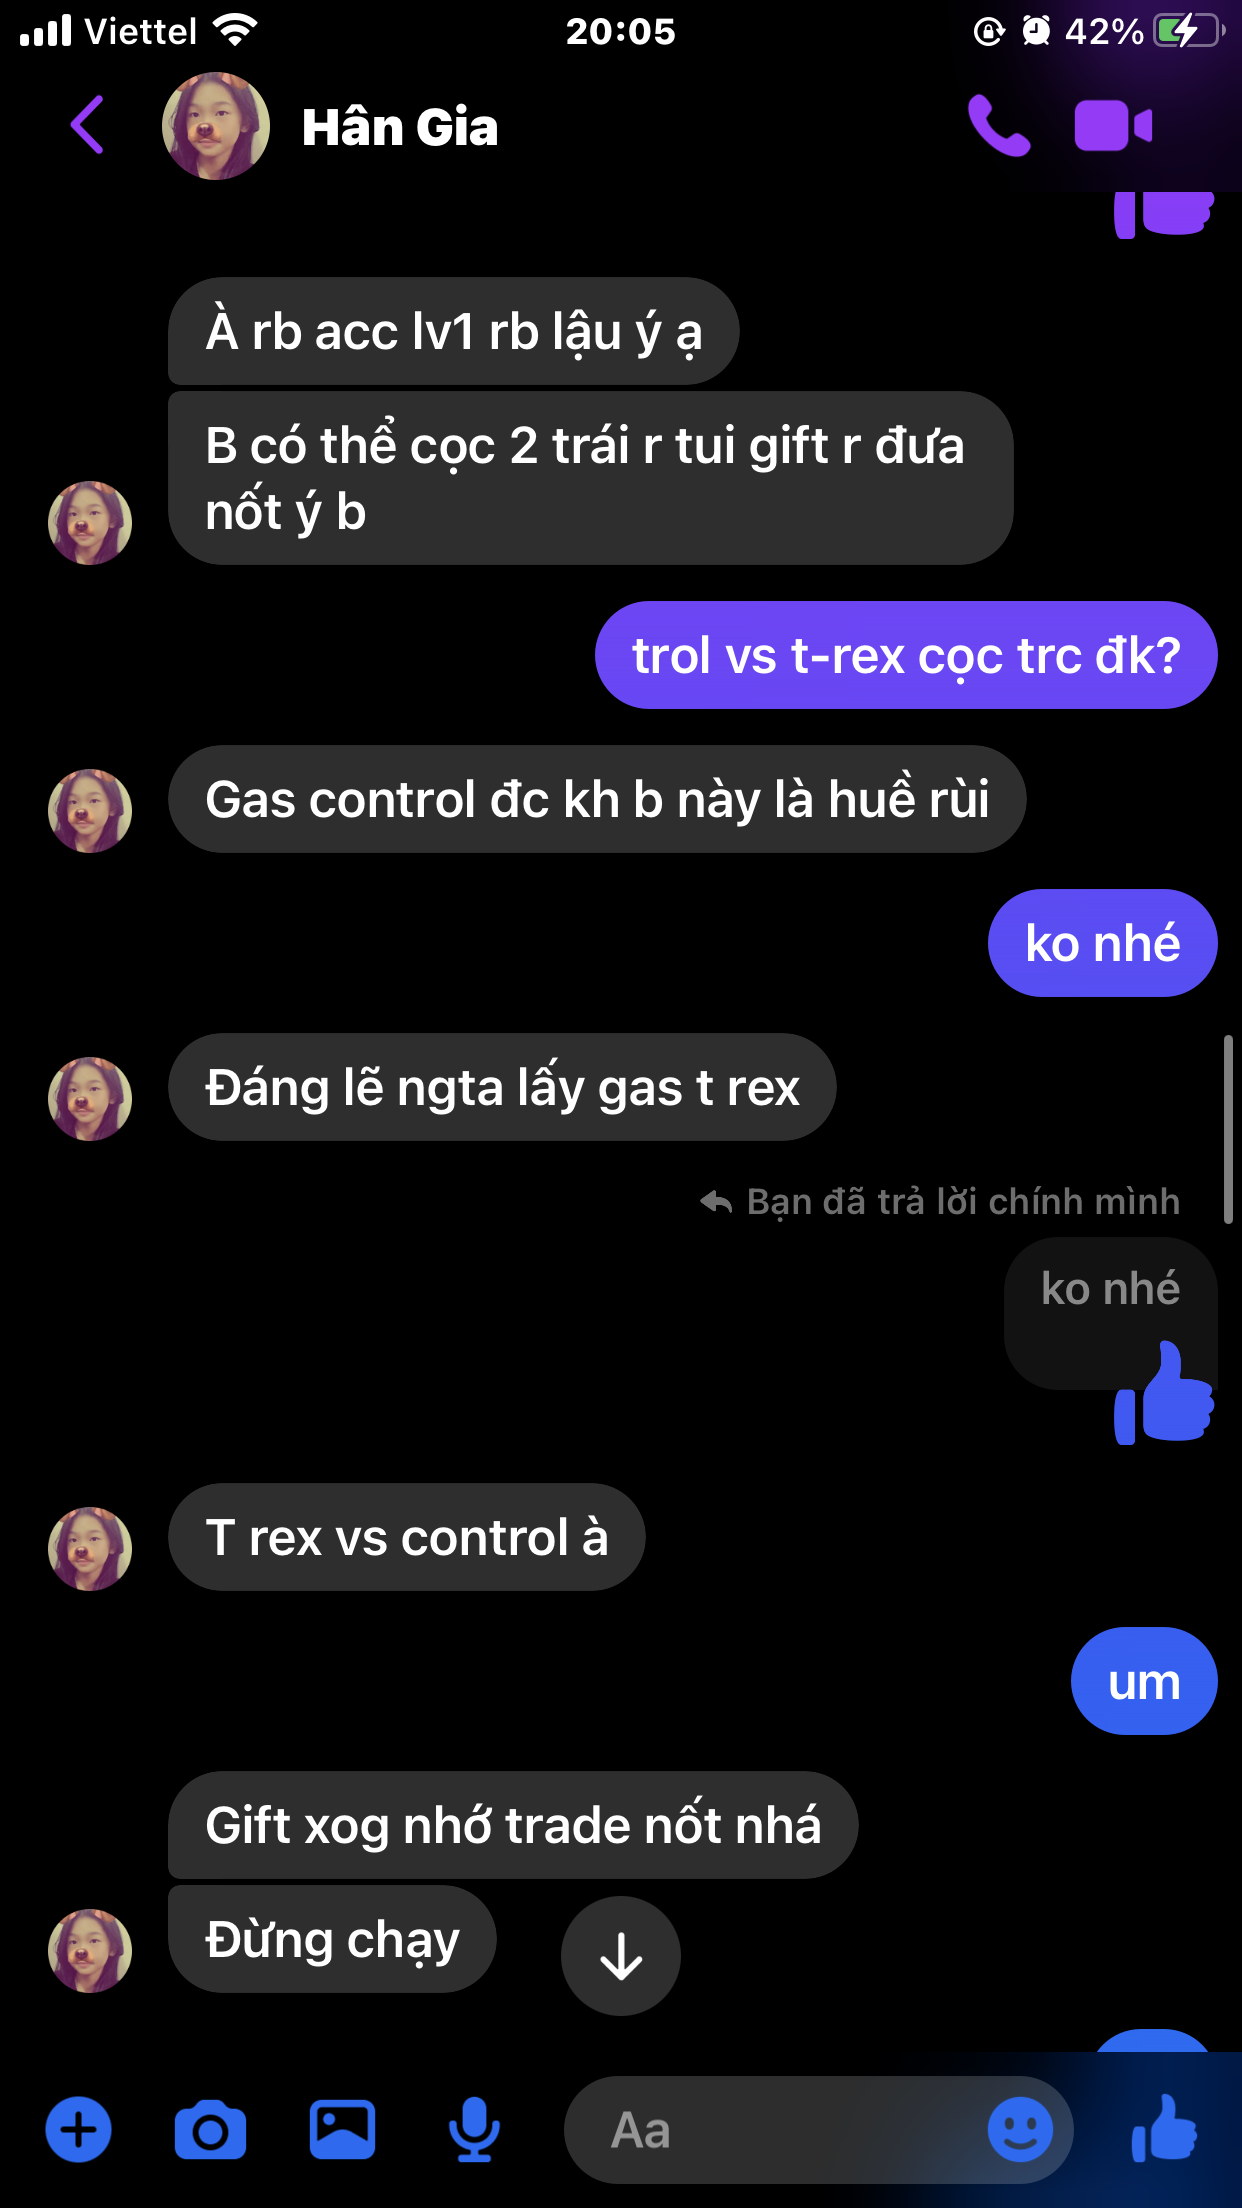 Viettel 20:05 42%
Hân Gia
À rb acc lv1 rb lậu ý ạ
B có thể cọc 2 trái r tui gift r đưa
nốt ý b
trol vs t-rex cọc trc đk?
Gas control đc kh b này là huề rùi
ko nhé
Đáng lẽ ngta lấy gas t rex
Bạn đã trả lời chính mình
ko nhé
T rex vs control à
um
Gift xog nhớ trade nốt nhá
Đừng chạy
Aa